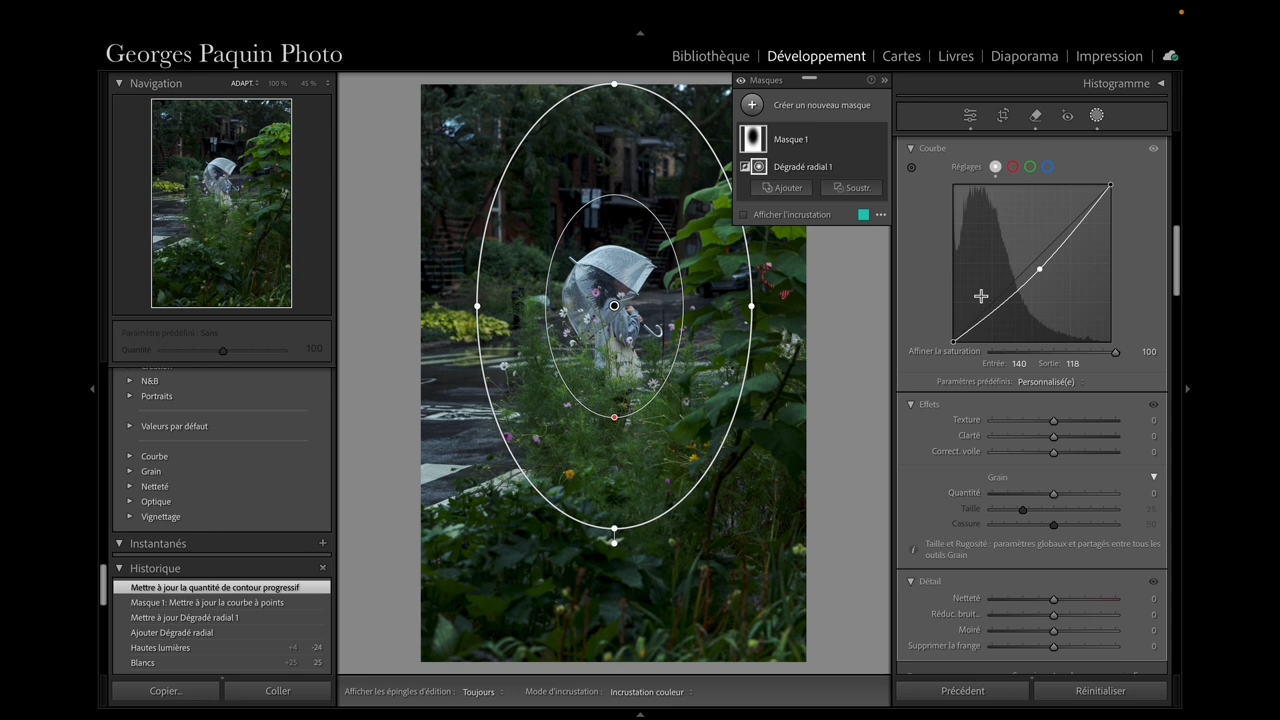 Georges Paquin Photo
Bibliothèque | Développement | Cartes | Livres | Diaporama | Impression
Navigation ADAPT. 100 % 45 %
Paramètre prédéfini : Sans
Quantité 100
N&B
Portraits
Valeurs par défaut
Courbe
Grain
Netteté
Optique
Vignettage
Instantanés
Historique
Mettre à jour la quantité de contour progressif
Masque 1: Mettre à jour la courbe à points
Mettre à jour Dégradé radial 1
Ajouter Dégradé radial
Hautes lumières +4 -24
Blancs +25 25
Copier... Coller
Masques
Créer un nouveau masque
Masque 1
Dégradé radial 1
Ajouter Soustr.
Afficher l'incrustation
Afficher les épingles d'édition : Toujours Mode d'incrustation : Incrustation couleur
Histogramme
Courbe
Réglages
Affiner la saturation 100
Entrée: 140 Sortie: 118
Paramètres prédéfinis: Personnalisé(e)
Effets
Texture 0
Clarté 0
Correct. voile 0
Grain
Quantité 0
Taille 25
Cassure 50
Taille et Rugosité : paramètres globaux et partagés entre tous les
outils Grain
Détail
Netteté 0
Réduc. bruit... 0
Moiré 0
Supprimer la frange 0
Précédent Réinitialiser